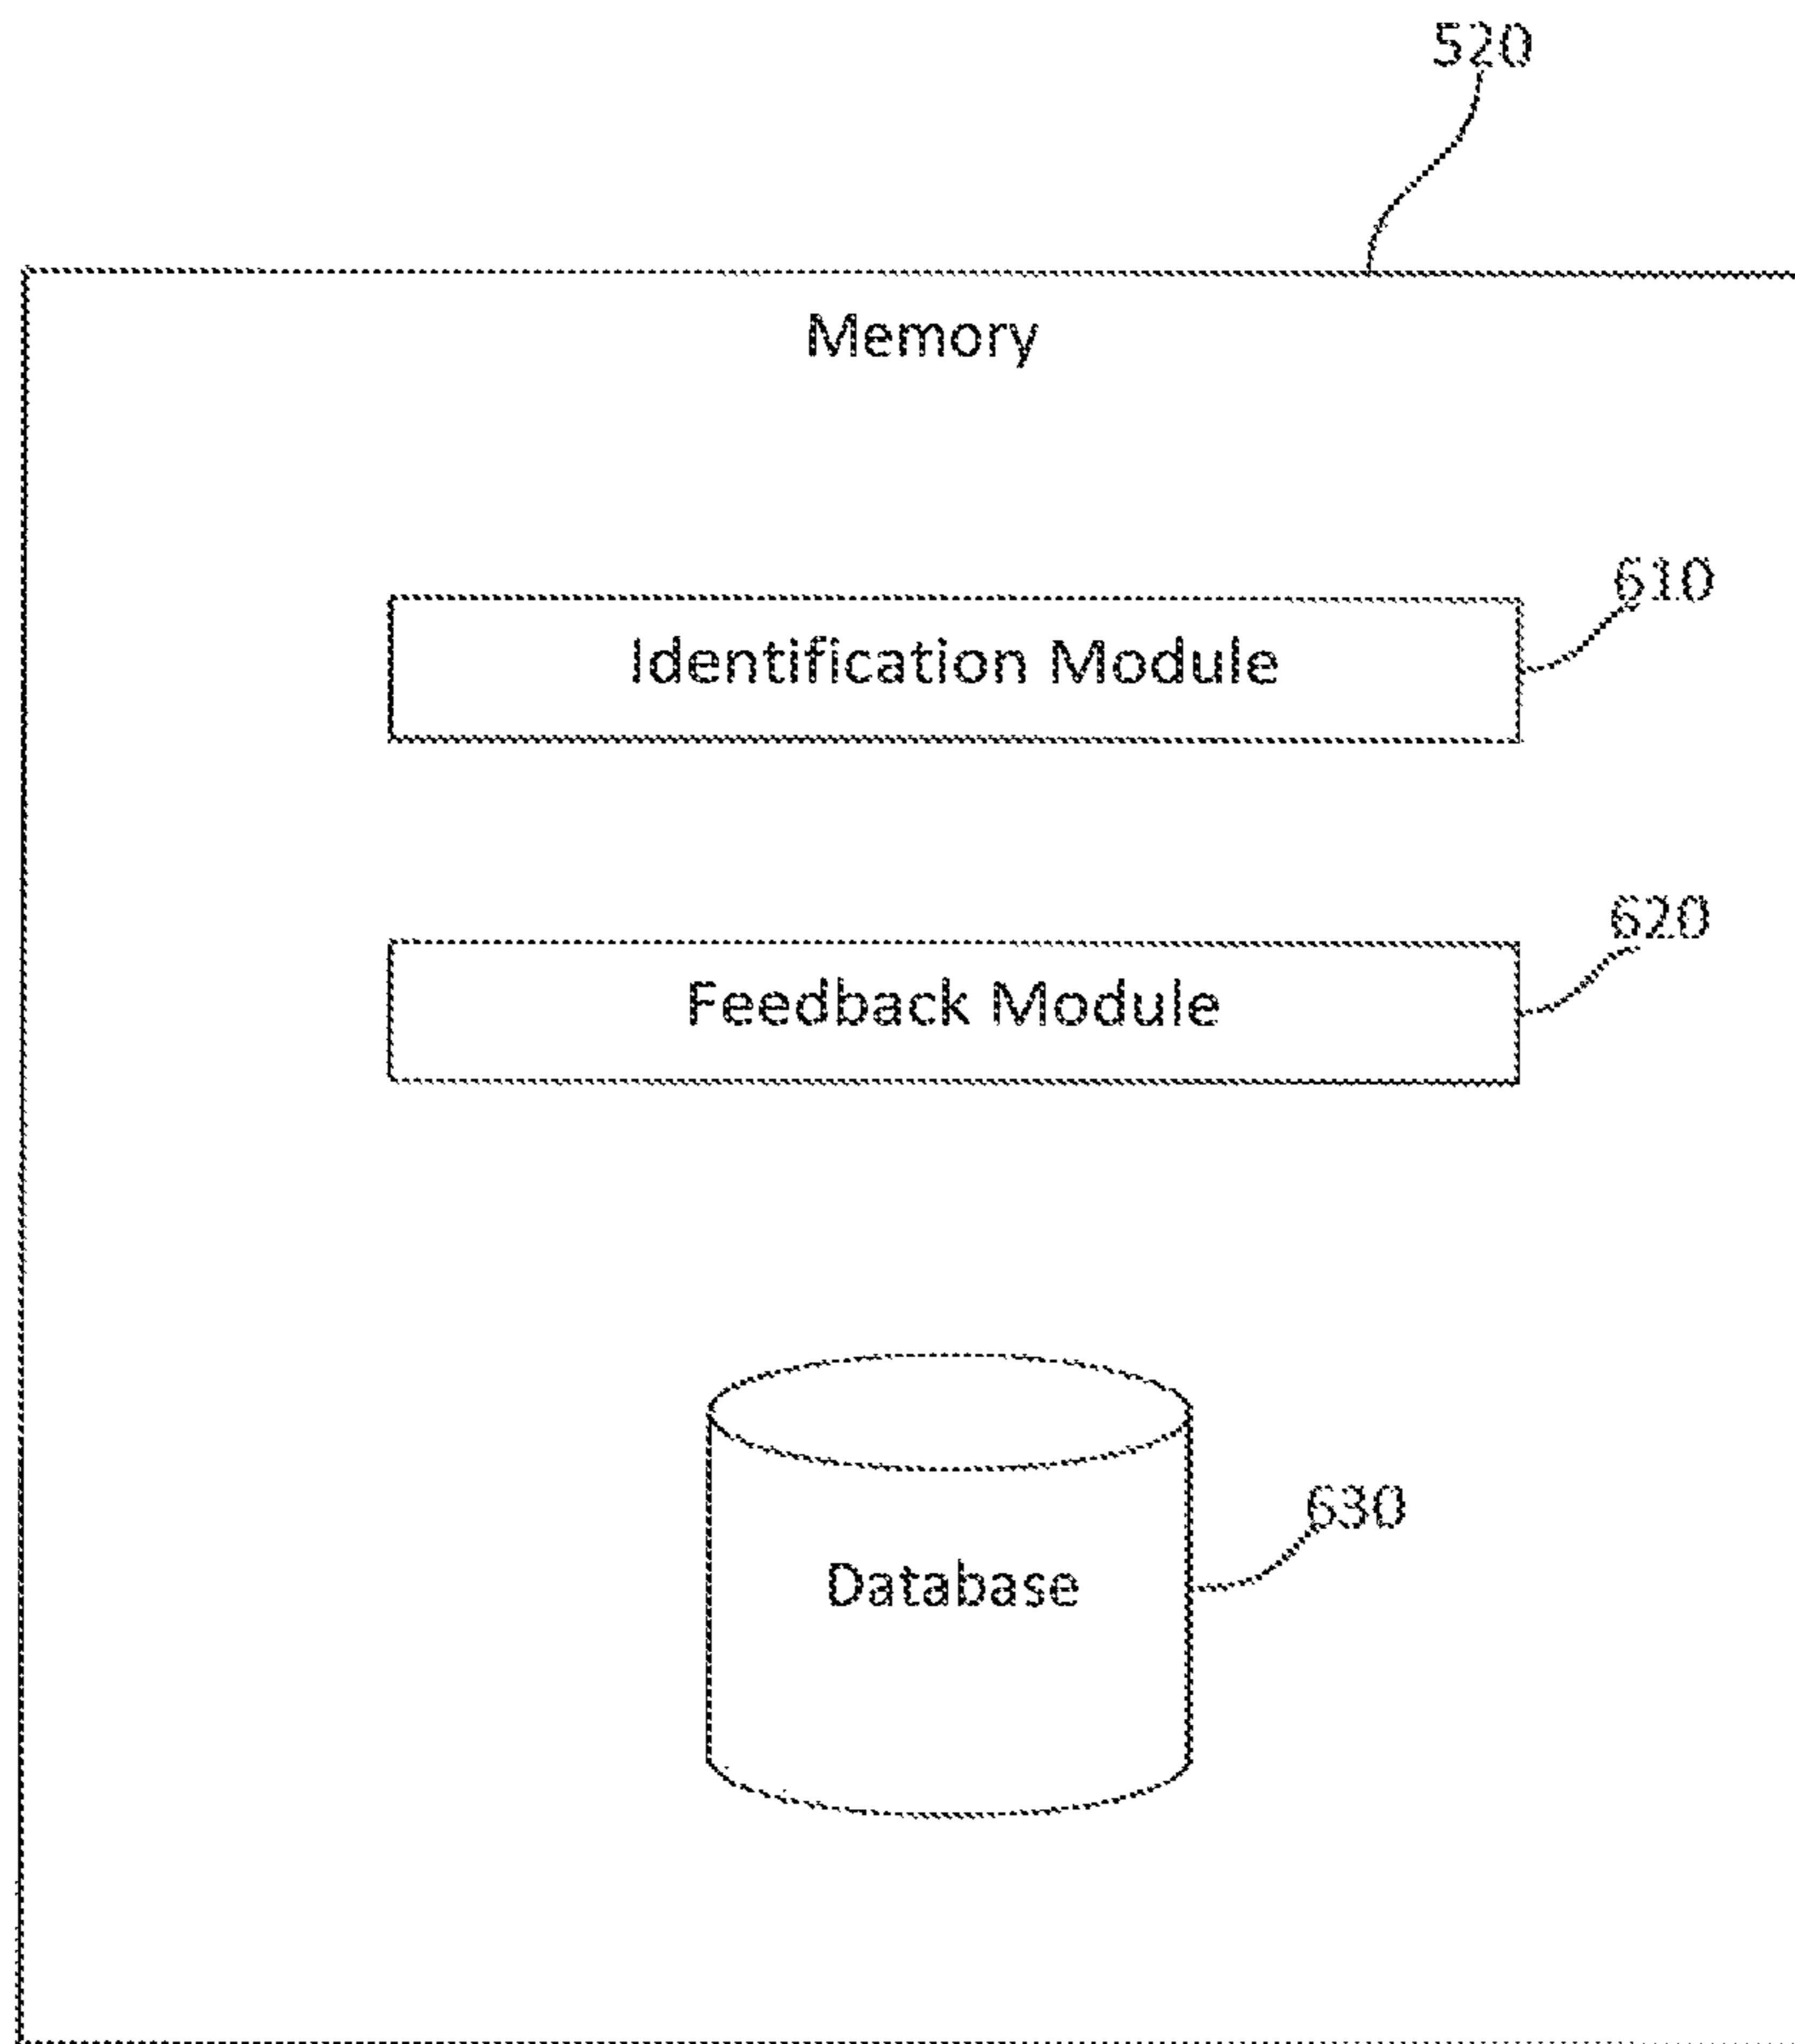 520
Memory
610
Identification Module
620
Feedback Module
630
Database